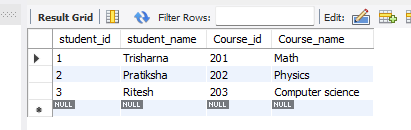 Result Grid Filter Rows: Edit:
student_id student_name Course_id Course_name
1 Trisharna 201 Math
2 Pratiksha 202 Physics
3 Ritesh 203 Computer science
NULL NULL NULL NULL